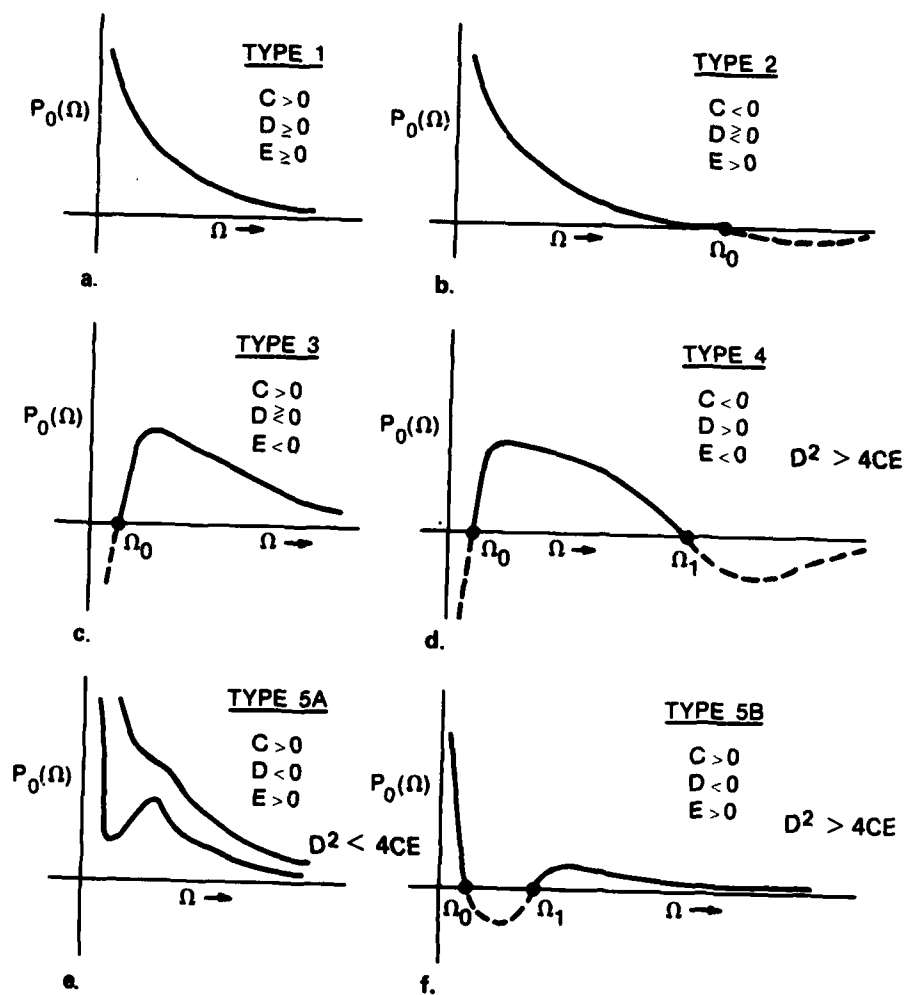 TYPE 1
C > 0
D ≥ 0
E ≥ 0
P₀(Ω)
Ω →
a.
TYPE 2
C < 0
D ≷ 0
E > 0
P₀(Ω)
Ω →
Ω₀
b.
TYPE 3
C > 0
D ≷ 0
E < 0
P₀(Ω)
Ω₀
Ω →
c.
TYPE 4
C < 0
D > 0
E < 0
D² > 4CE
P₀(Ω)
Ω₀
Ω →
Ω₁
d.
TYPE 5A
C > 0
D < 0
E > 0
D² < 4CE
P₀(Ω)
Ω →
e.
TYPE 5B
C > 0
D < 0
E > 0
D² > 4CE
P₀(Ω)
Ω₀
Ω₁
Ω →
f.